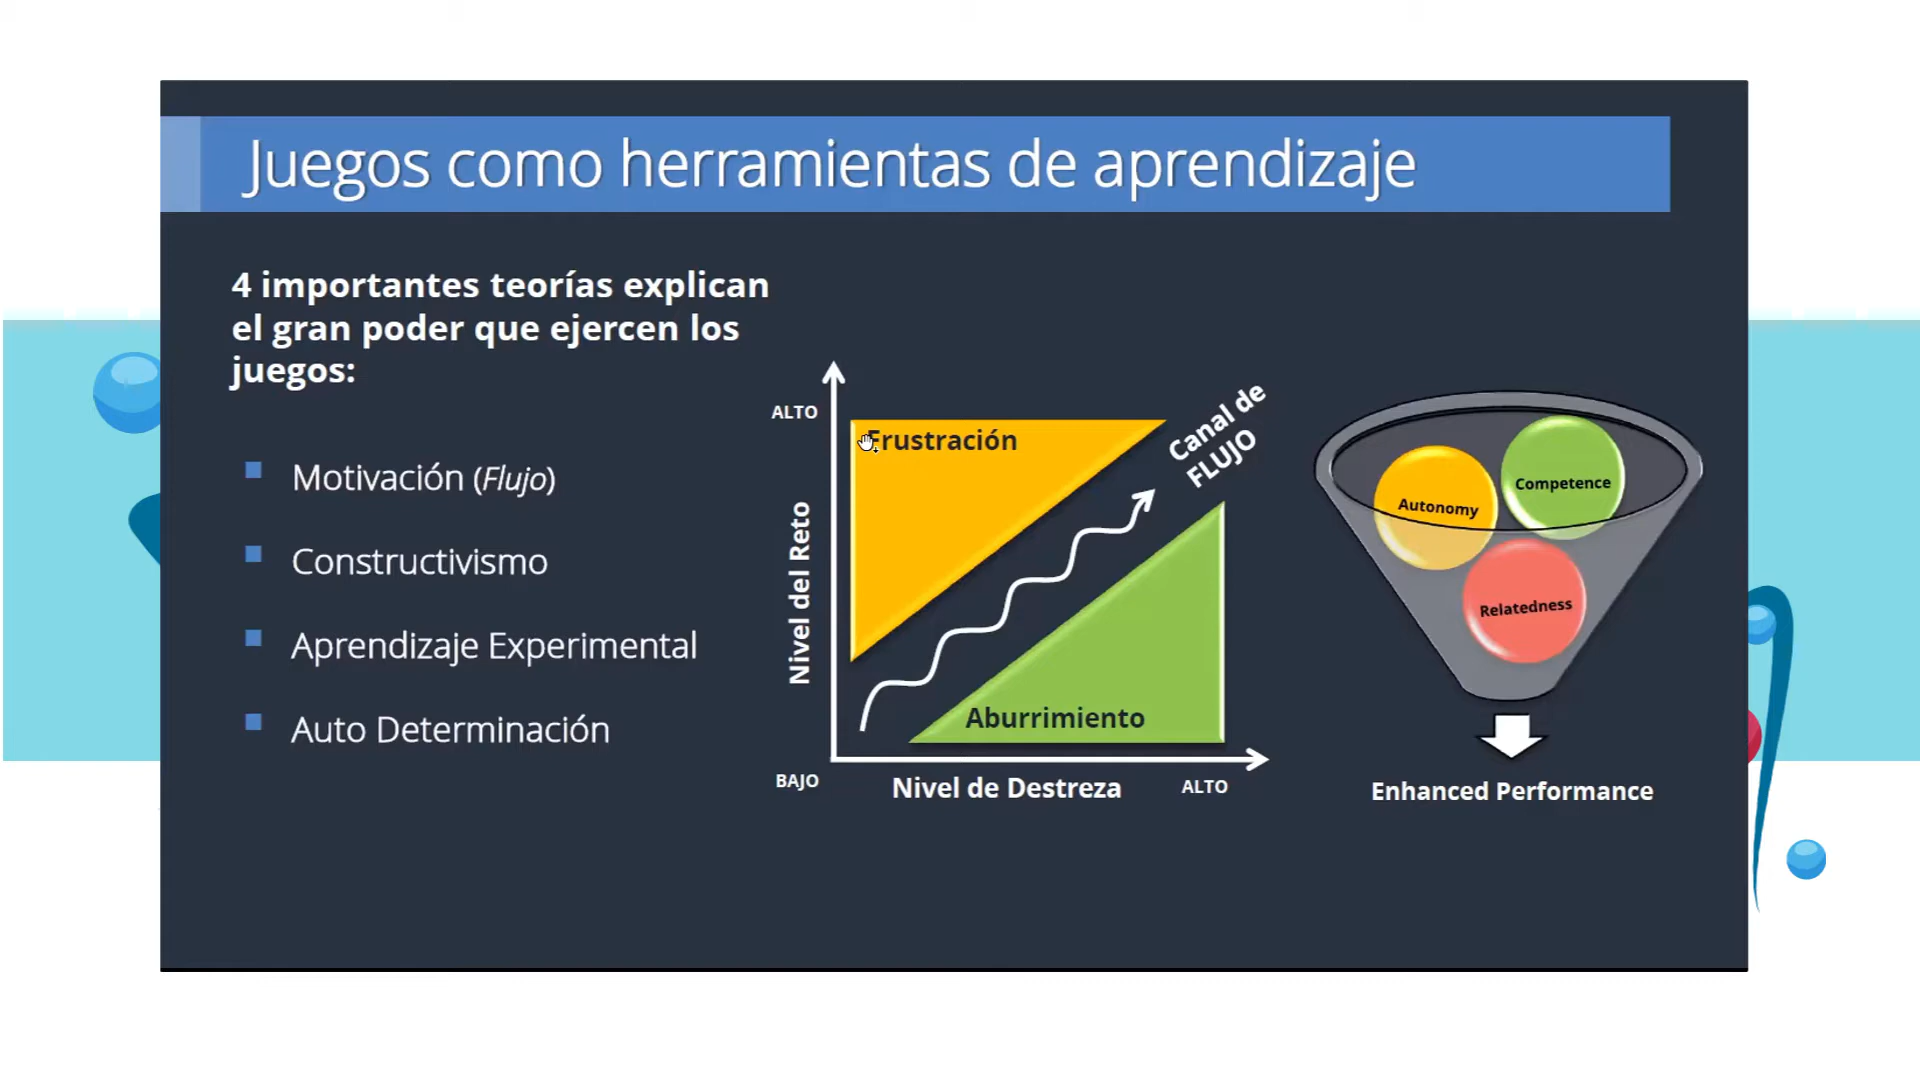 Juegos como herramientas de aprendizaje
4 importantes teorías explican
el gran poder que ejercen los
juegos:
Motivación (Flujo)
Constructivismo
Aprendizaje Experimental
Auto Determinación
ALTO
Frustración
Canal de
FLUJO
Nivel del Reto
Aburrimiento
BAJO
Nivel de Destreza
ALTO
Autonomy
Competence
Relatedness
Enhanced Performance